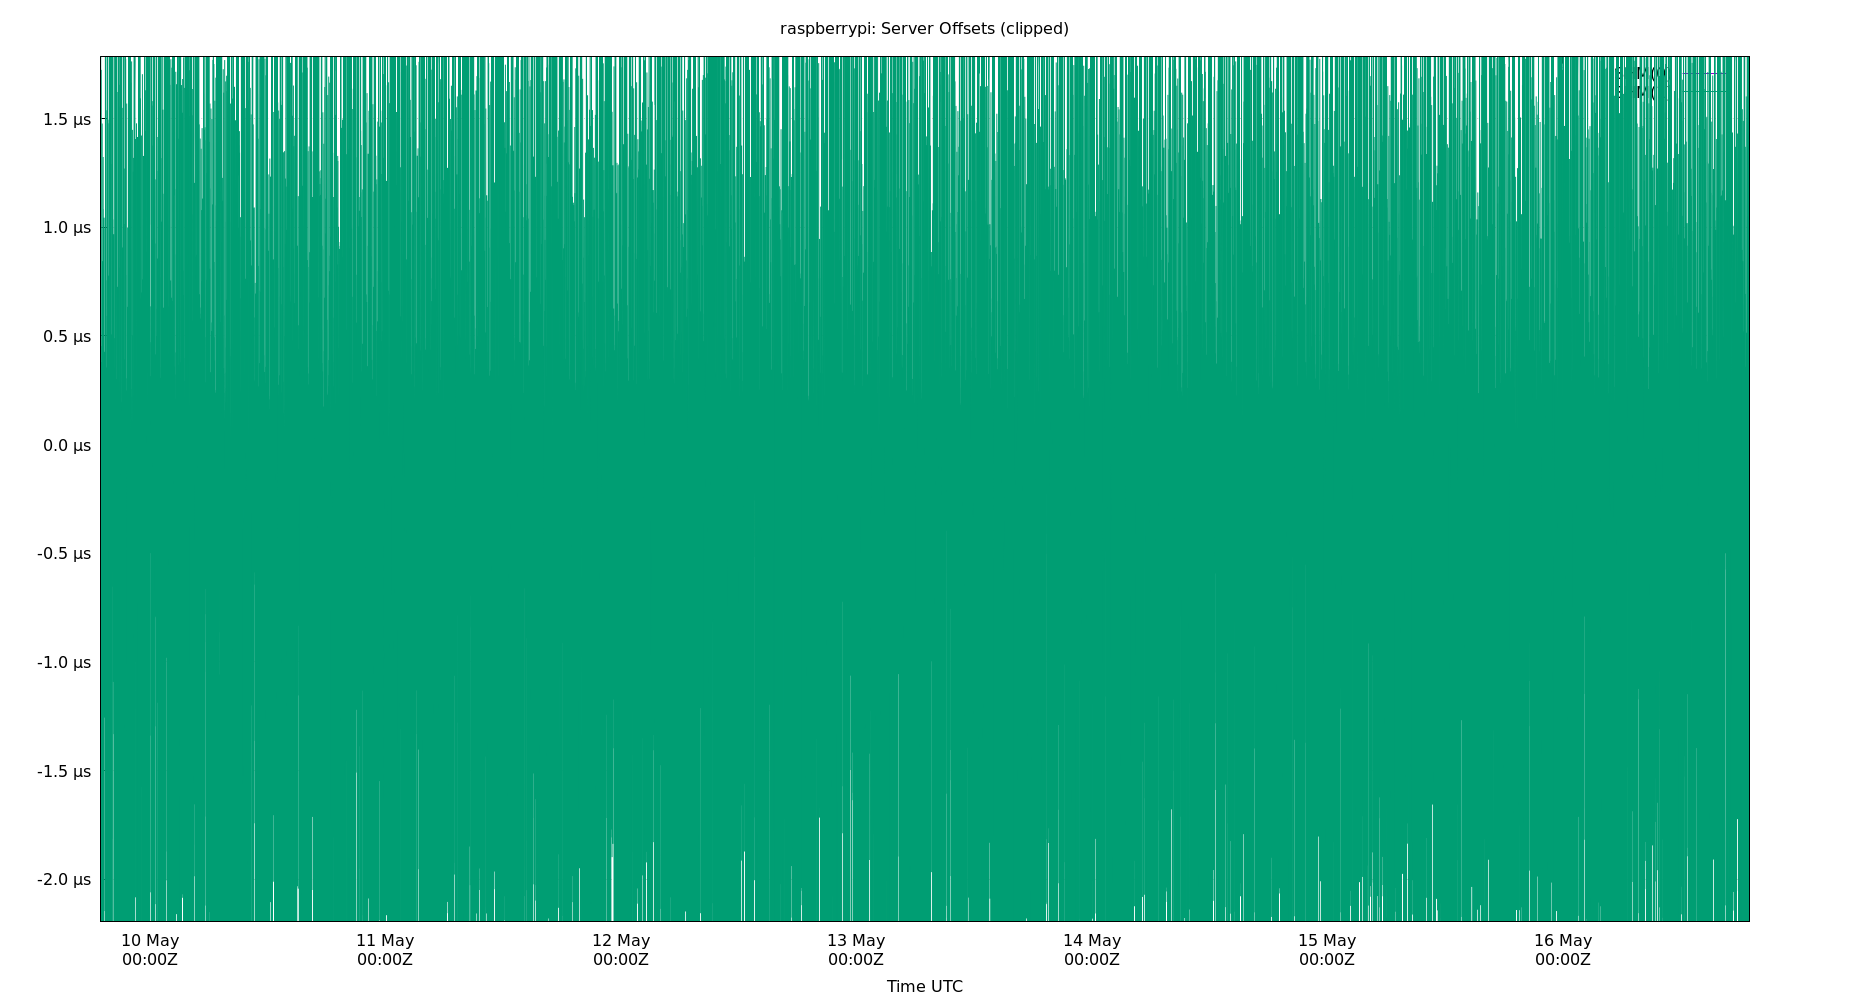 raspberrypi: Server Offsets (clipped)
1.5 µs
1.0 µs
0.5 µs
0.0 µs
-0.5 µs
-1.0 µs
-1.5 µs
-2.0 µs
10 May 11 May 12 May 13 May 14 May 15 May 16 May
00:00Z 00:00Z 00:00Z 00:00Z 00:00Z 00:00Z 00:00Z
Time UTC